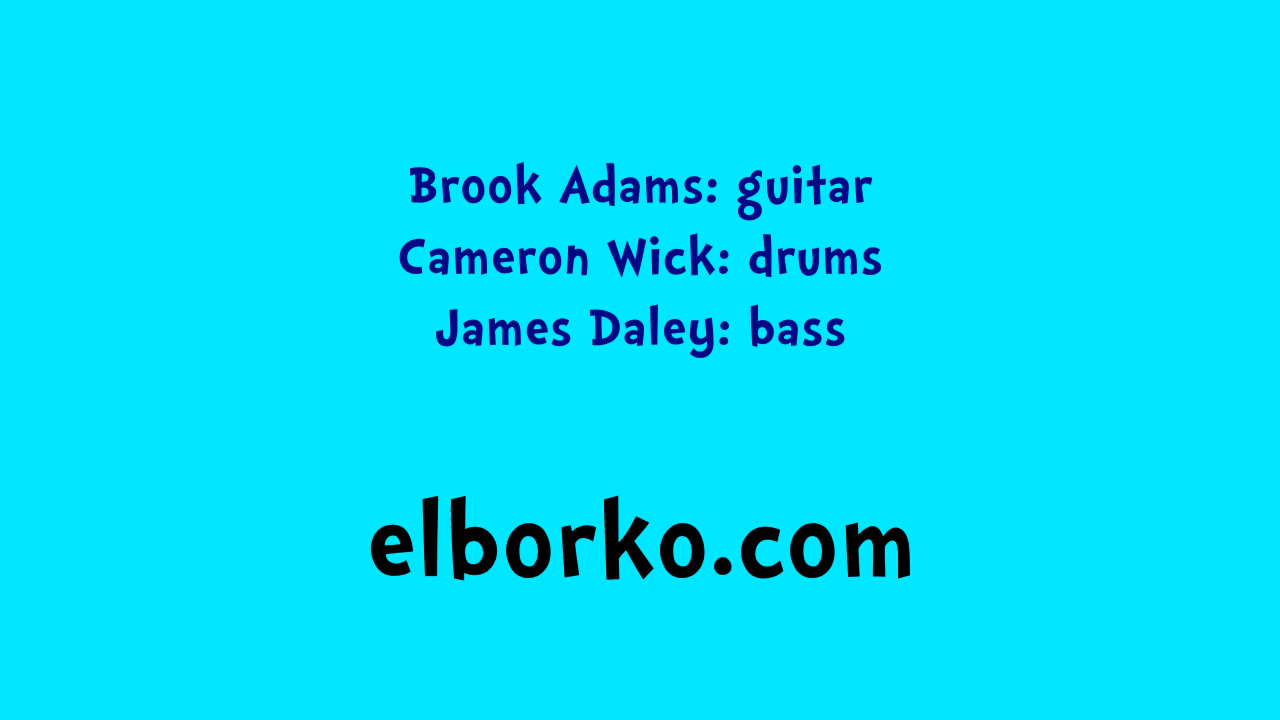 Brook Adams: guitar
Cameron Wick: drums
James Daley: bass
elborko.com